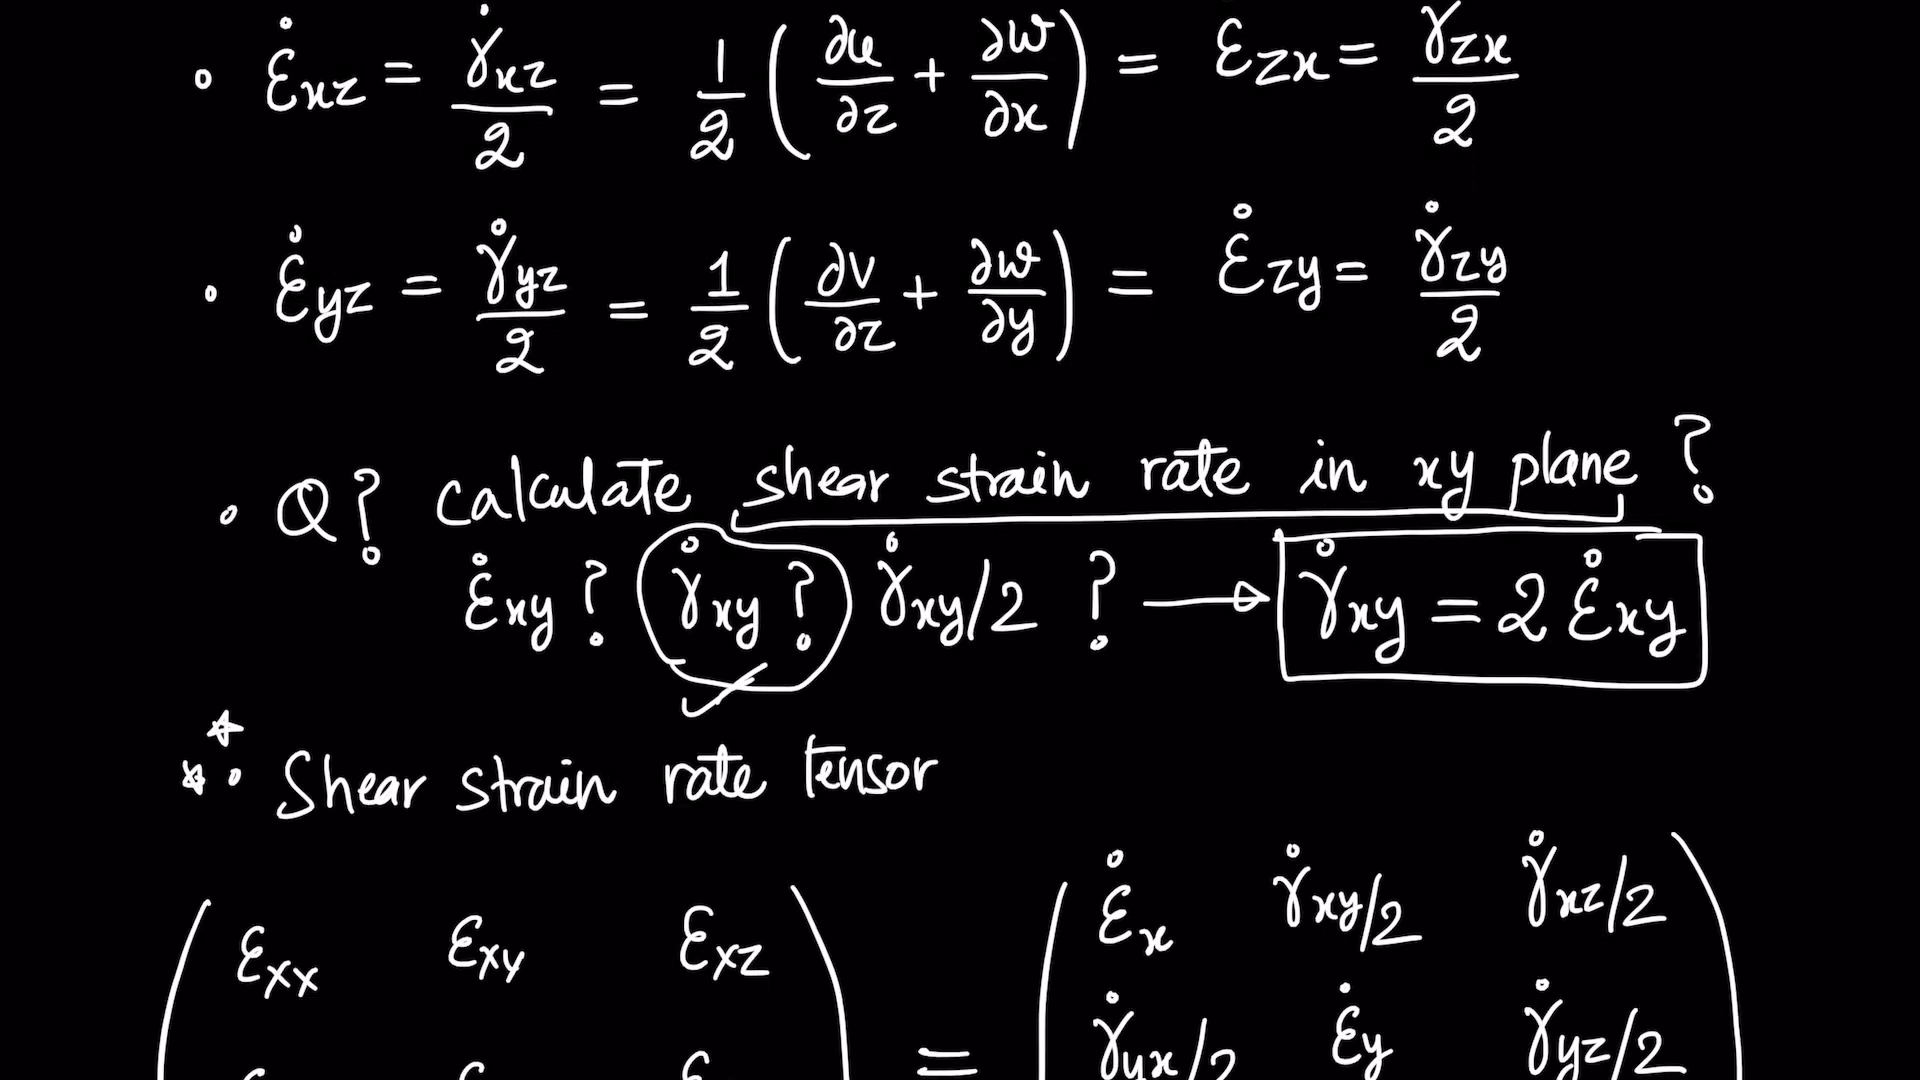 • ε̇xz = γ̇xz/2 = 1/2 (∂u/∂z + ∂w/∂x) = εzx = γzx/2
• ε̇yz = γ̇yz/2 = 1/2 (∂v/∂z + ∂w/∂y) = ε̇zy = γ̇zy/2
• Q? calculate shear strain rate in xy plane ?
ε̇xy ? γ̇xy ? γ̇xy/2 ? → γ̇xy = 2 ε̇xy
• Shear strain rate tensor
εxx εxy εxz = ε̇x γ̇xy/2 γ̇xz/2
γ̇yx/2 ε̇y γ̇yz/2